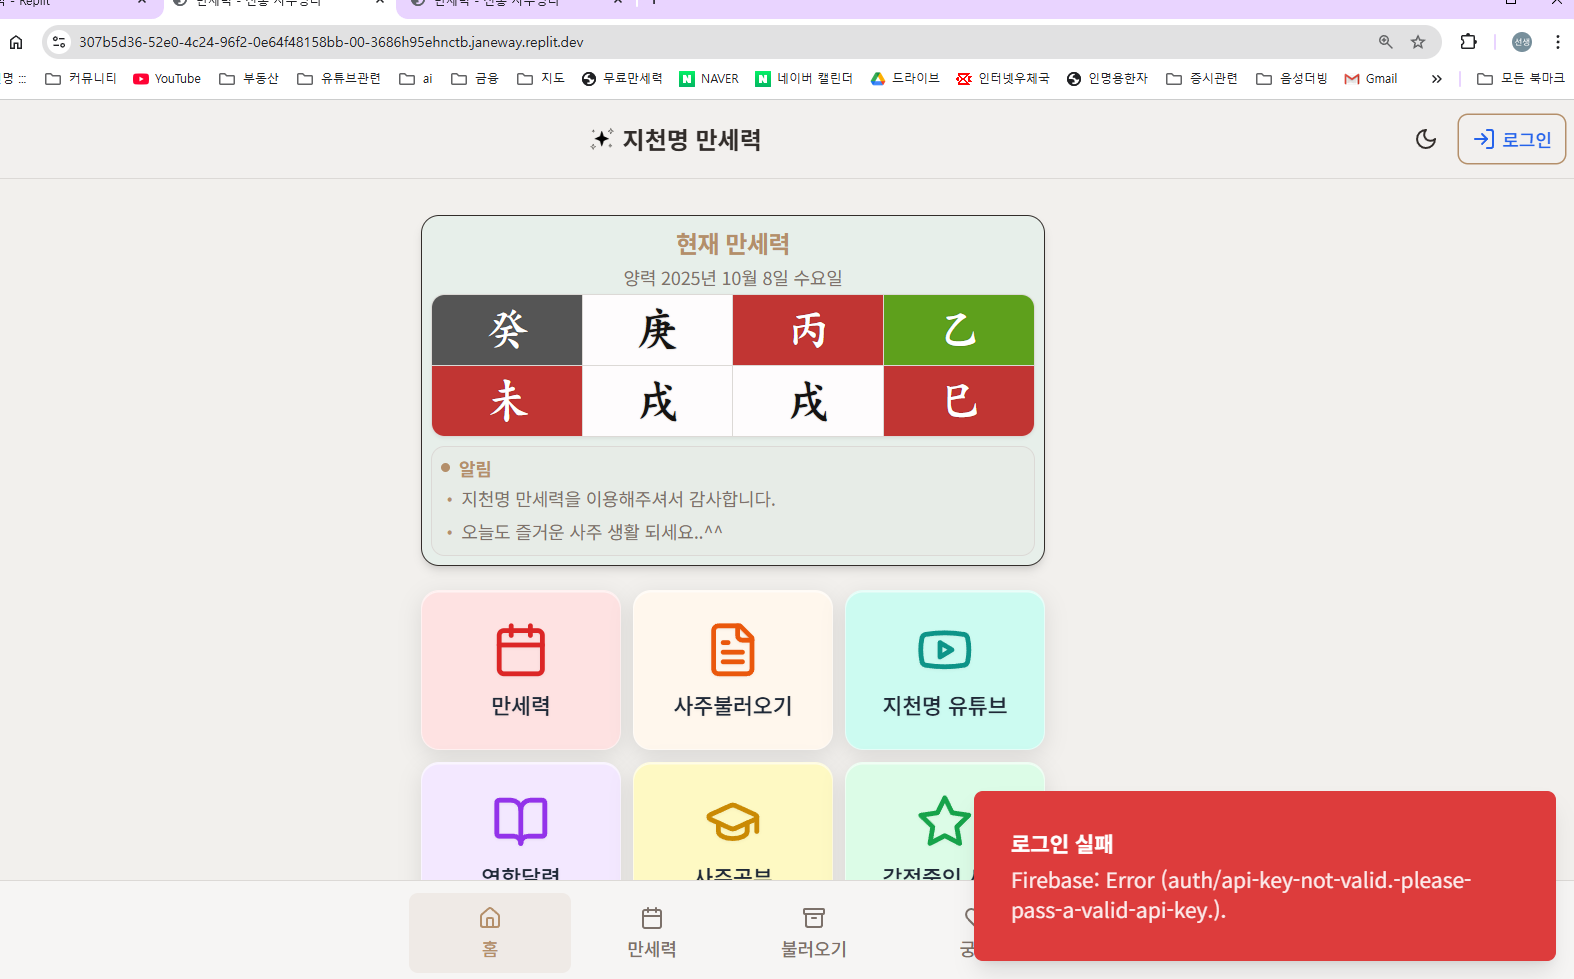 Replit
307b5d36-52e0-4c24-96f2-0e64f48158bb-00-3686h95ehnctb.janeway.replit.dev
선생
명 ::: 커뮤니티 YouTube 부동산 유튜브관련 ai 금융 지도 무료만세력 NAVER 네이버 캘린더 드라이브 인터넷우체국 인명용한자 증시관련 음성더빙 Gmail » 모든 북마크
지천명 만세력
로그인
현재 만세력
양력 2025년 10월 8일 수요일
癸 庚 丙 乙
未 戌 戌 巳
알림
• 지천명 만세력을 이용해주셔서 감사합니다.
• 오늘도 즐거운 사주 생활 되세요..^^
만세력 사주불러오기 지천명 유튜브
사주공부
로그인 실패
Firebase: Error (auth/api-key-not-valid.-please-
pass-a-valid-api-key.).
홈 만세력 불러오기 궁